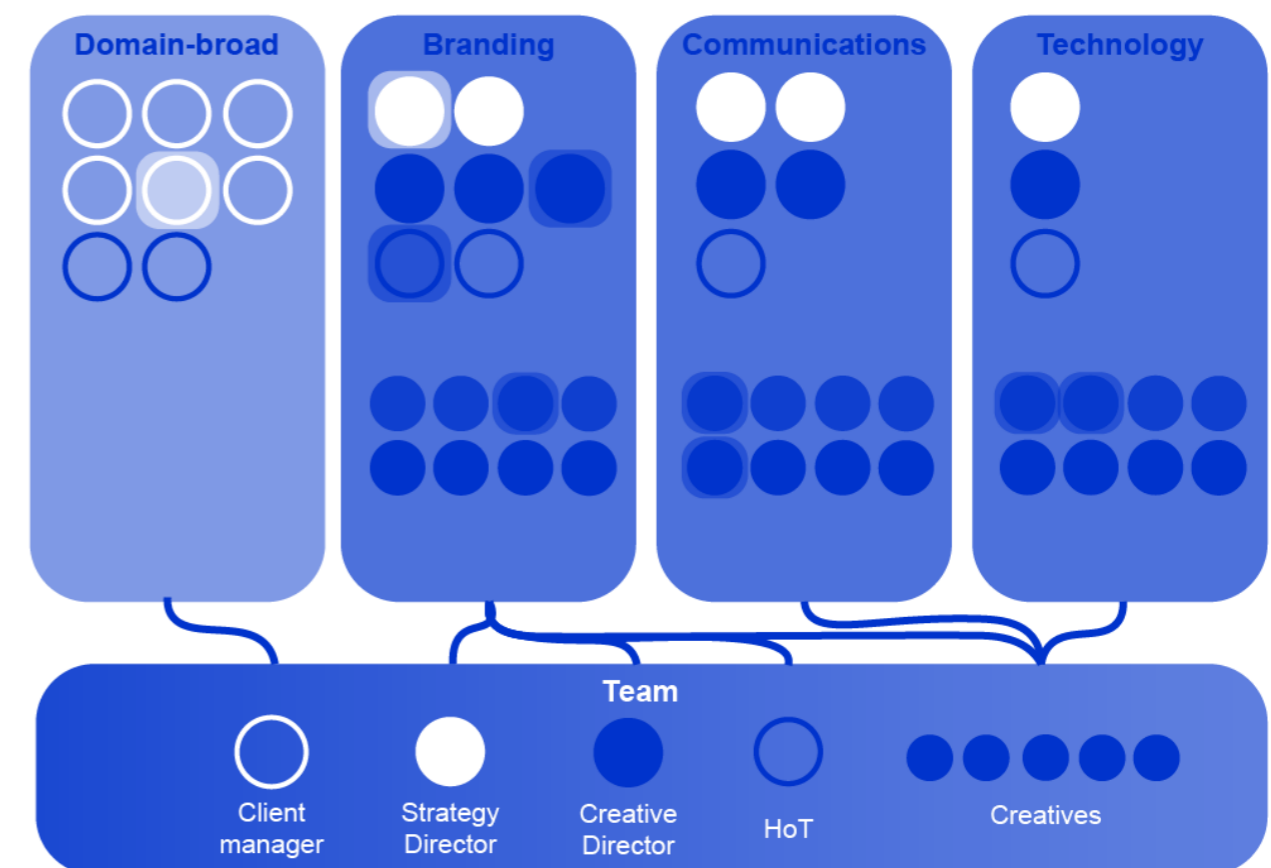 Domain-broad
Branding
Communications
Technology
Team
Client
manager
Strategy
Director
Creative
Director
HoT
Creatives